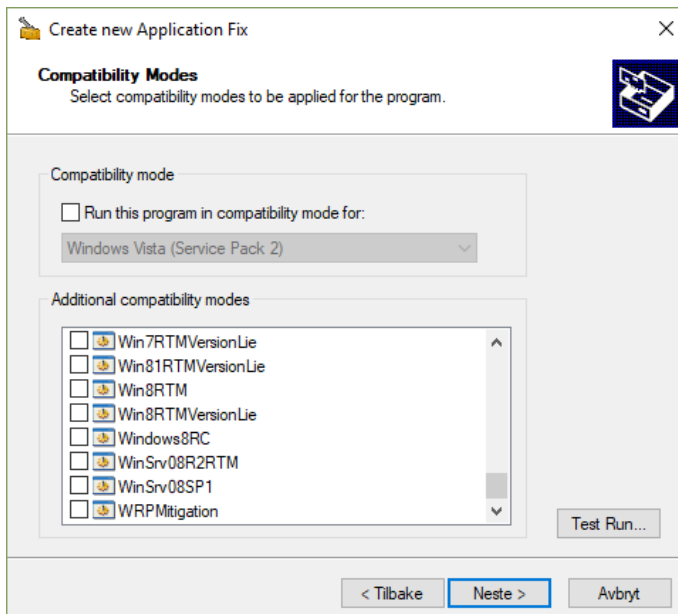 Create new Application Fix
Compatibility Modes
Select compatibility modes to be applied for the program.
Compatibility mode
Run this program in compatibility mode for:
Windows Vista (Service Pack 2)
Additional compatibility modes
Win7RTMVersionLie
Win81RTMVersionLie
Win8RTM
Win8RTMVersionLie
Windows8RC
WinSrv08R2RTM
WinSrv08SP1
WRPMitigation
Test Run...
< Tilbake
Neste >
Avbryt